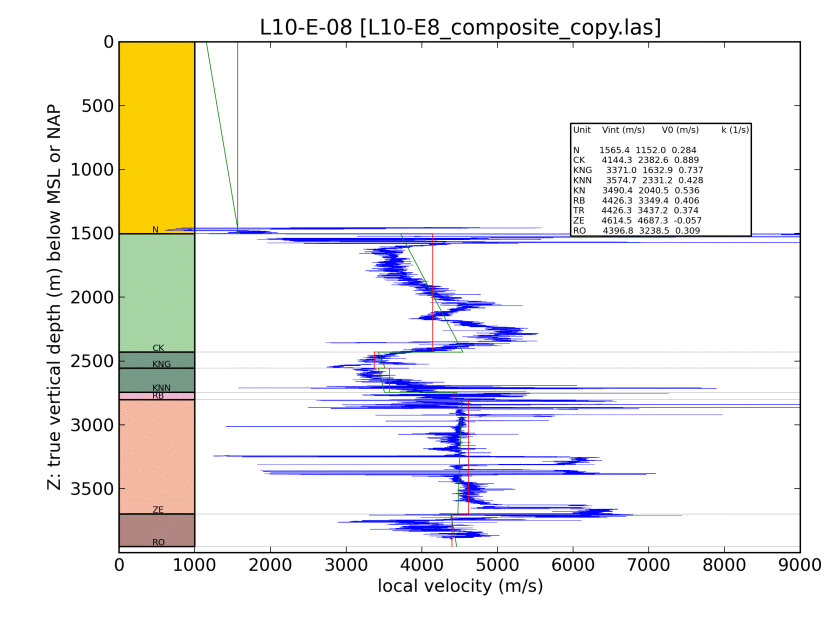 L10-E-08 [L10-E8_composite_copy.las]
0
500
1000
1500
2000
2500
3000
3500
Z: true vertical depth (m) below MSL or NAP
Unit Vint (m/s) V0 (m/s) k (1/s)
N 1565.4 1152.0 0.284
CK 4144.3 2382.6 0.889
KNG 3371.0 1632.9 0.737
KNN 3574.7 2331.2 0.428
KN 3490.4 2040.5 0.536
RB 4426.3 3349.4 0.406
TR 4426.3 3437.2 0.374
ZE 4614.5 4687.3 -0.057
RO 4396.8 3238.5 0.309
N
CK
KNG
KNN
RB
ZE
RO
0 1000 2000 3000 4000 5000 6000 7000 8000 9000
local velocity (m/s)